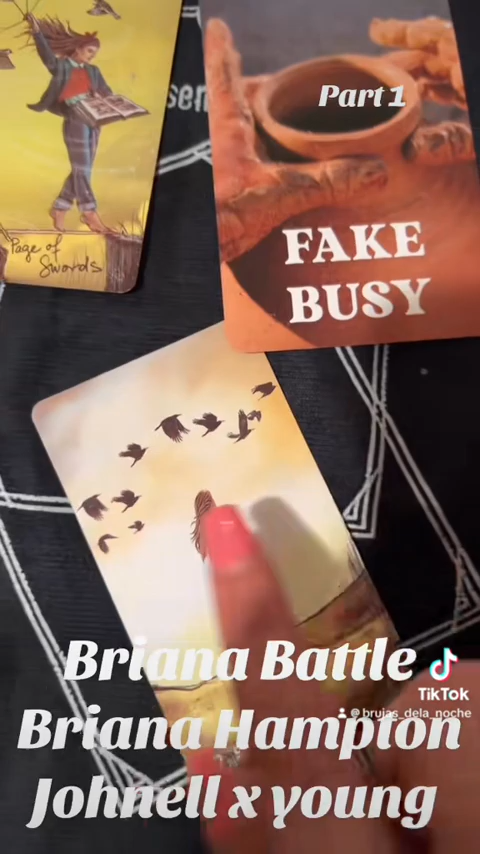 Part 1
Page of
Swords
FAKE
BUSY
Briana Battle
Briana Hampton
Johnell x young
TikTok
@brujas_dela_noche